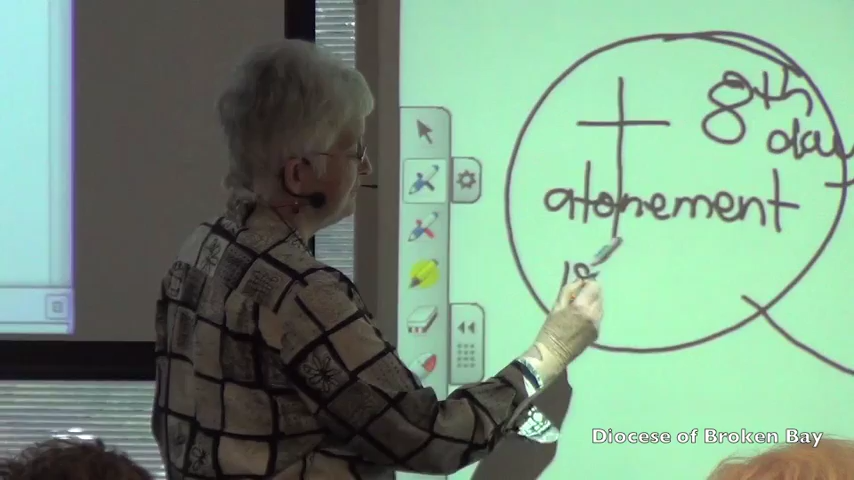 8th
day
atonement
Diocese of Broken Bay